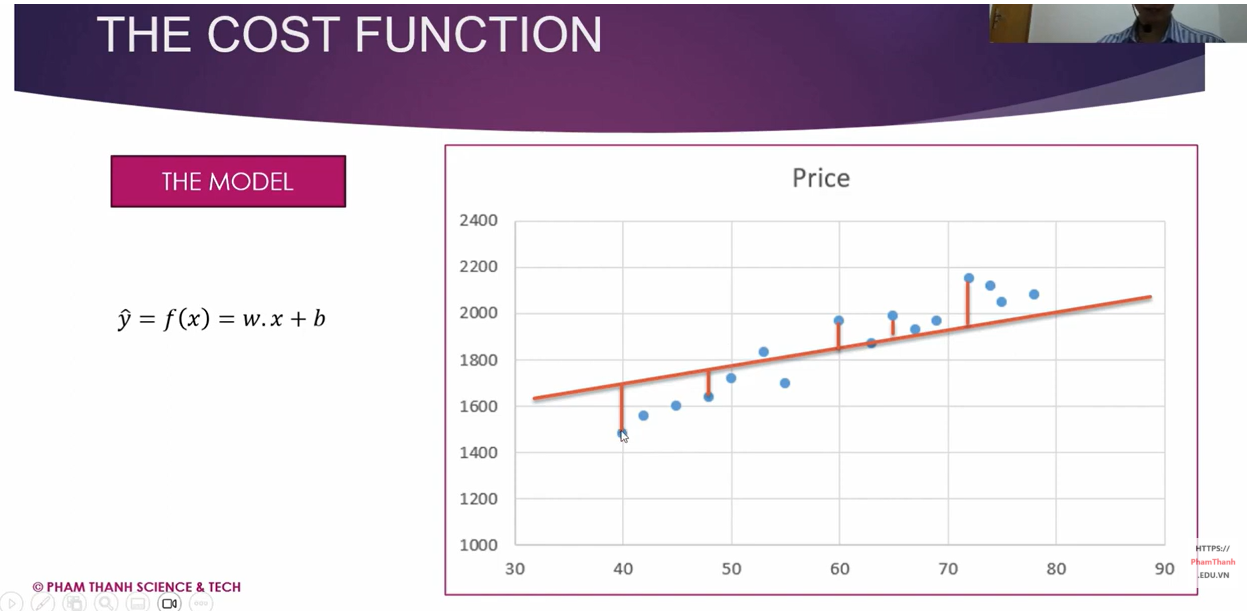 THE COST FUNCTION
THE MODEL
ŷ = f(x) = w.x + b
Price
2400
2200
2000
1800
1600
1400
1200
1000
30 40 50 60 70 80 90
HTTPS://
PhamThanh
.EDU.VN
© PHAM THANH SCIENCE & TECH